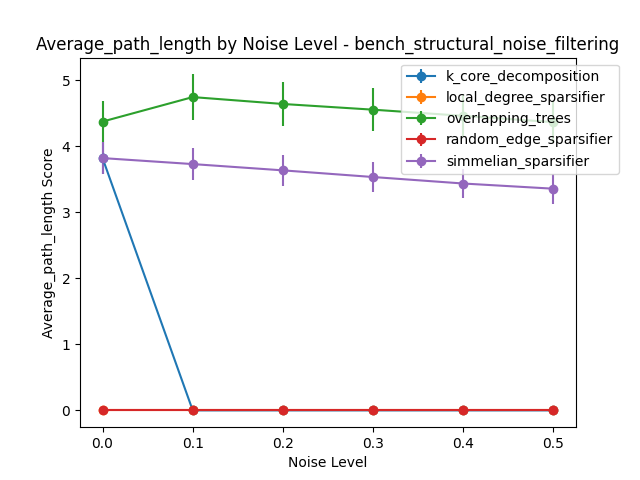 Average_path_length by Noise Level - bench_structural_noise_filtering
Average_path_length Score
5
4
3
2
1
0
k_core_decomposition
local_degree_sparsifier
overlapping_trees
random_edge_sparsifier
simmelian_sparsifier
0.0 0.1 0.2 0.3 0.4 0.5
Noise Level